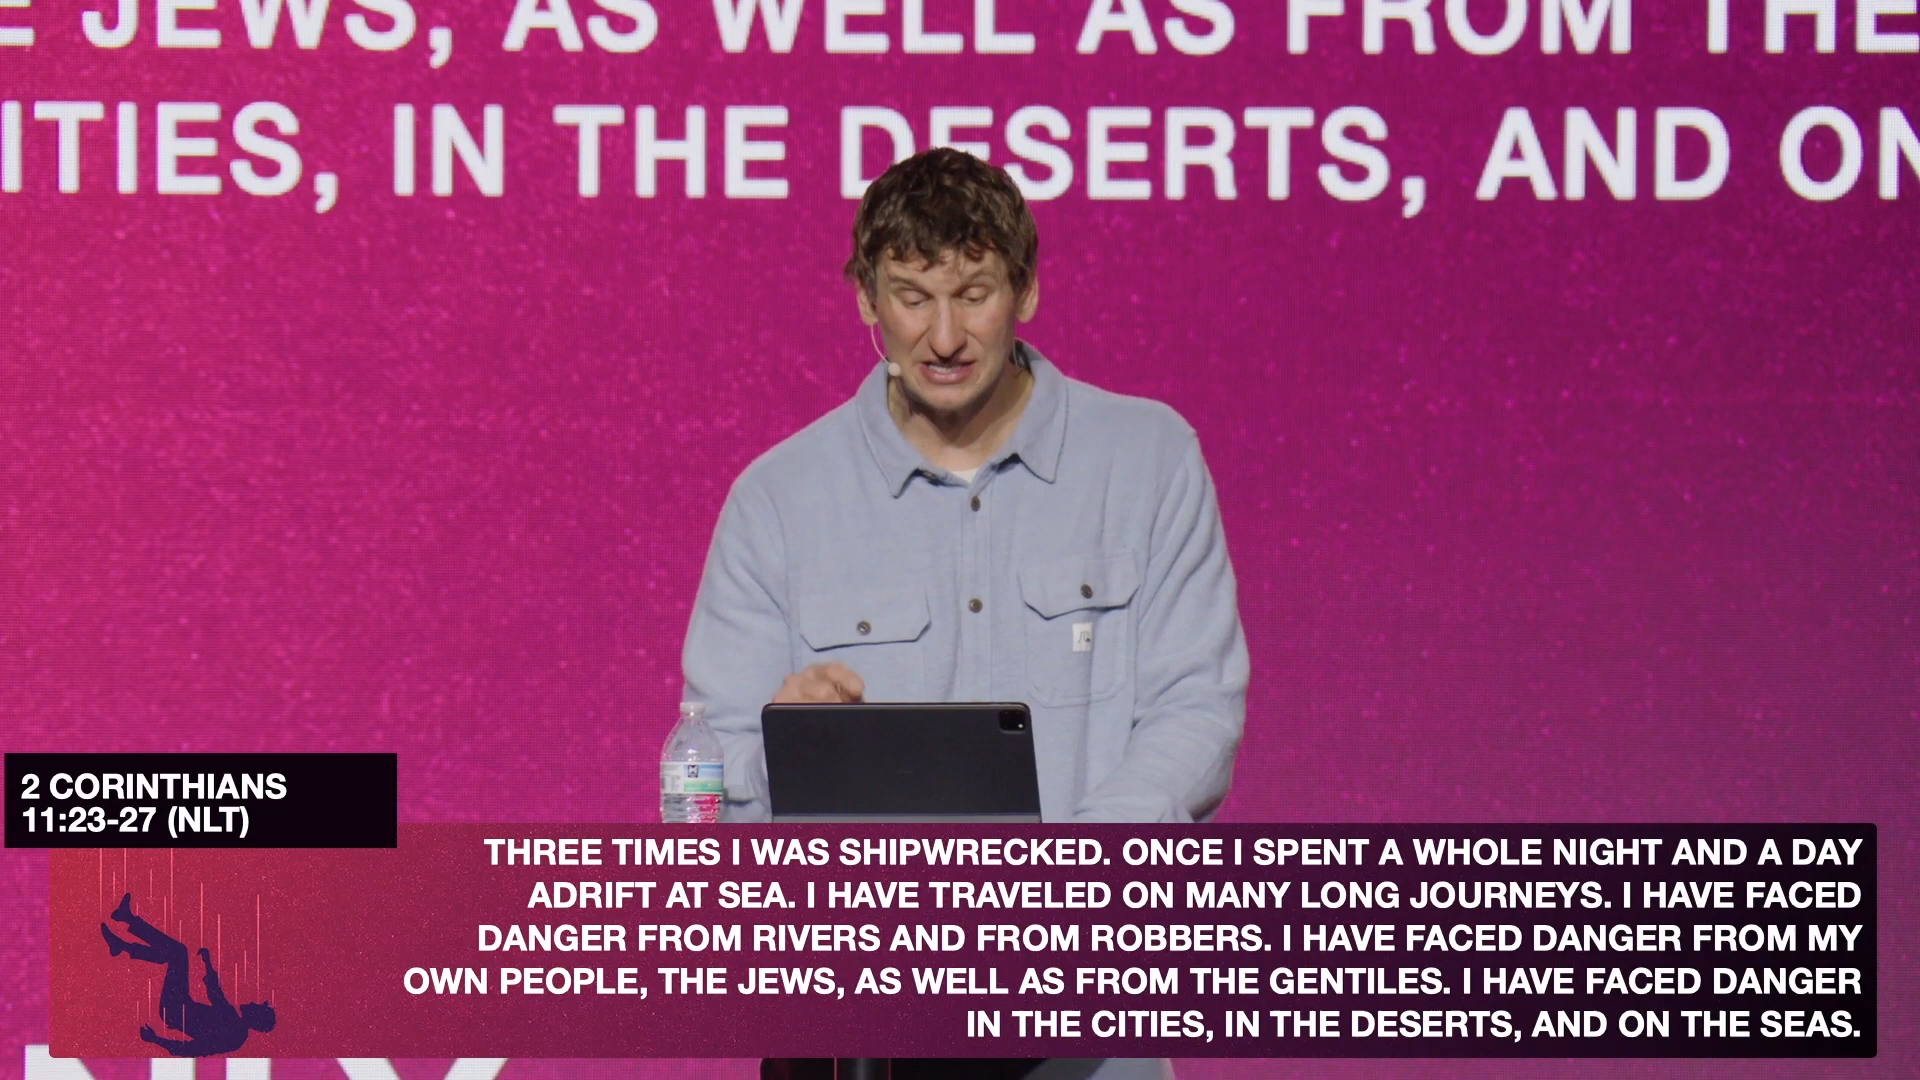 E JEWS, AS WELL AS FROM THE
ITIES, IN THE DESERTS, AND ON
2 CORINTHIANS
11:23-27 (NLT)
THREE TIMES I WAS SHIPWRECKED. ONCE I SPENT A WHOLE NIGHT AND A DAY
ADRIFT AT SEA. I HAVE TRAVELED ON MANY LONG JOURNEYS. I HAVE FACED
DANGER FROM RIVERS AND FROM ROBBERS. I HAVE FACED DANGER FROM MY
OWN PEOPLE, THE JEWS, AS WELL AS FROM THE GENTILES. I HAVE FACED DANGER
IN THE CITIES, IN THE DESERTS, AND ON THE SEAS.